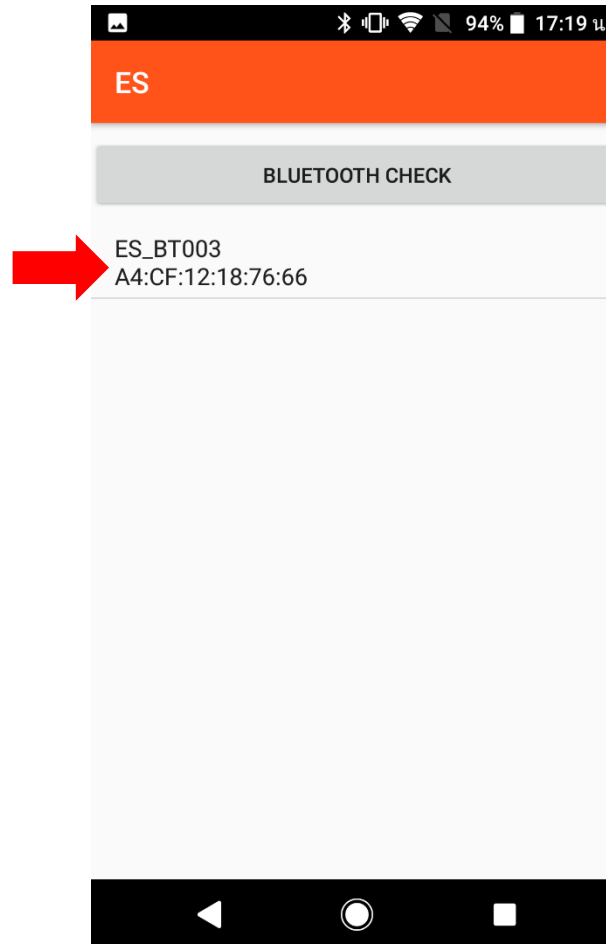 94% 17:19 น
ES
BLUETOOTH CHECK
ES_BT003
A4:CF:12:18:76:66